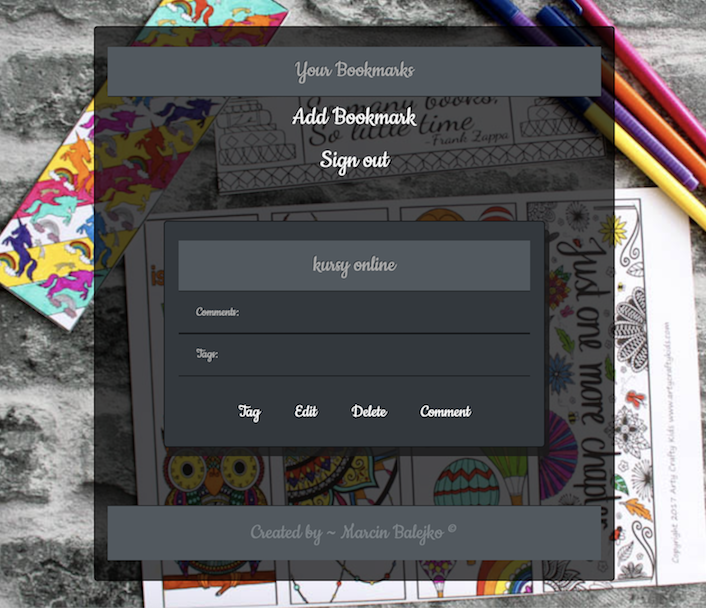 Your Bookmarks
Add Bookmark
Sign out
So many books,
So little time
~Frank Zappa
kursy online
Comments:
Tags:
Tag Edit Delete Comment
Just one more chapter
Created by ~ Marcin Balejko ©
Copyright 2017 Arty Crafty Kids www.artycraftykids.com